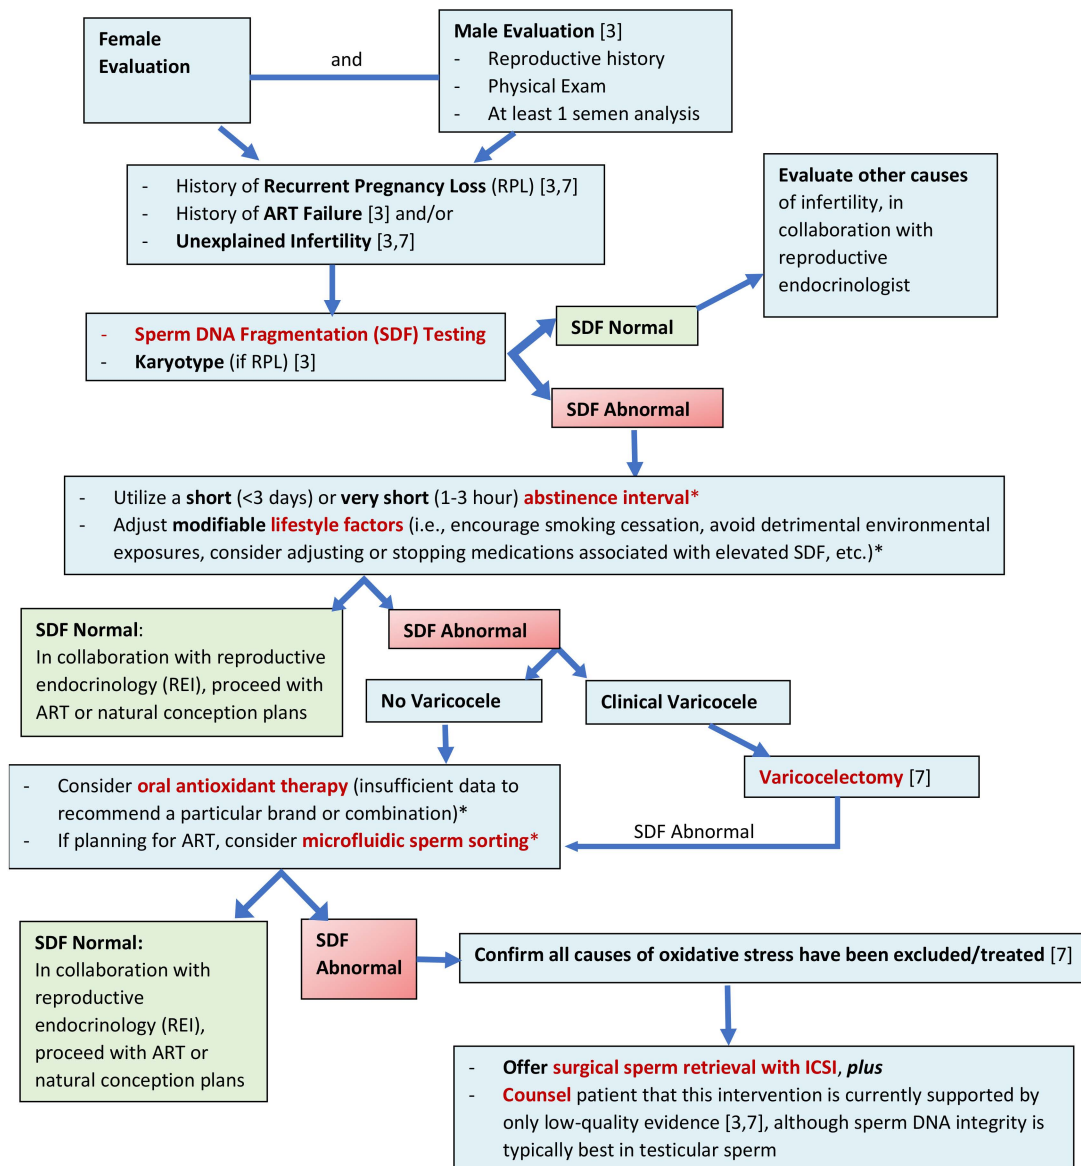 Female
Evaluation
and
Male Evaluation [3]
- Reproductive history
- Physical Exam
- At least 1 semen analysis
- History of Recurrent Pregnancy Loss (RPL) [3,7]
- History of ART Failure [3] and/or
- Unexplained Infertility [3,7]
Evaluate other causes
of infertility, in
collaboration with
reproductive
endocrinologist
- Sperm DNA Fragmentation (SDF) Testing
- Karyotype (if RPL) [3]
SDF Normal
SDF Abnormal
- Utilize a short (<3 days) or very short (1-3 hour) abstinence interval*
- Adjust modifiable lifestyle factors (i.e., encourage smoking cessation, avoid detrimental environmental
exposures, consider adjusting or stopping medications associated with elevated SDF, etc.)*
SDF Normal:
In collaboration with reproductive
endocrinology (REI), proceed with
ART or natural conception plans
SDF Abnormal
No Varicocele
Clinical Varicocele
Varicocelectomy [7]
SDF Abnormal
- Consider oral antioxidant therapy (insufficient data to
recommend a particular brand or combination)*
- If planning for ART, consider microfluidic sperm sorting*
SDF Normal:
In collaboration with
reproductive
endocrinology (REI),
proceed with ART or
natural conception plans
SDF
Abnormal
Confirm all causes of oxidative stress have been excluded/treated [7]
- Offer surgical sperm retrieval with ICSI, plus
- Counsel patient that this intervention is currently supported by
only low-quality evidence [3,7], although sperm DNA integrity is
typically best in testicular sperm